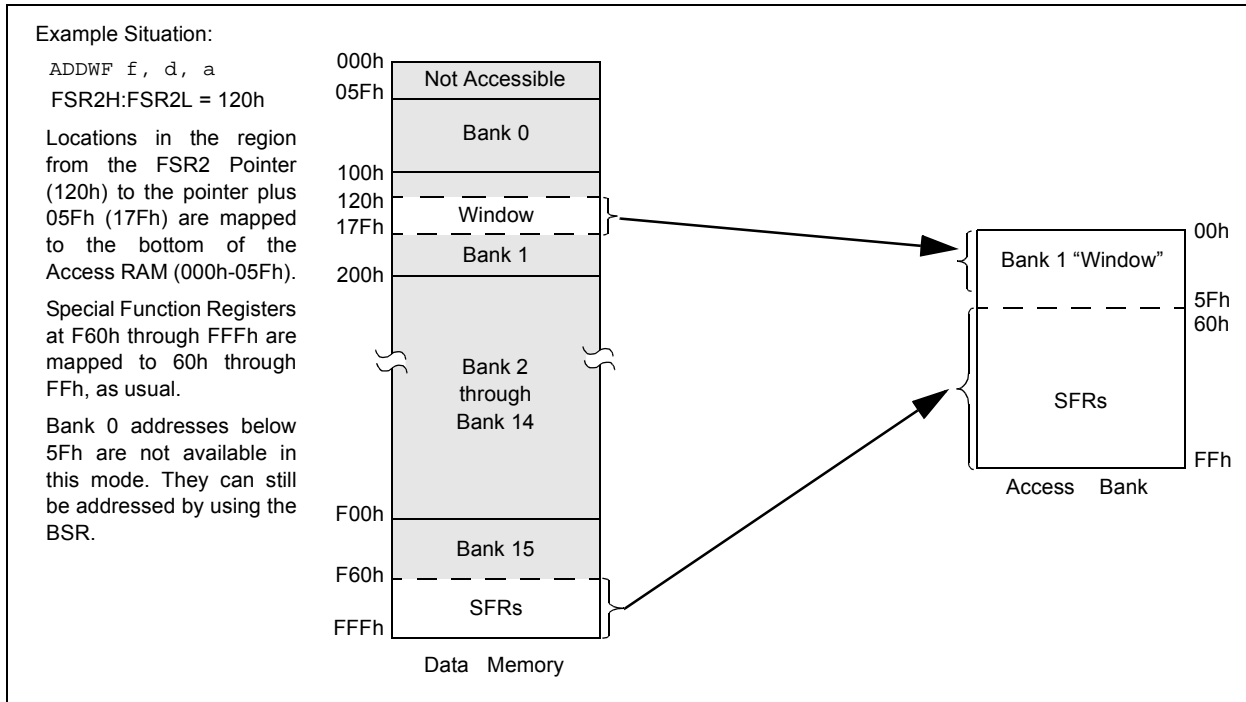 Example Situation:
ADDWF f, d, a
FSR2H:FSR2L = 120h
Locations in the region
from the FSR2 Pointer
(120h) to the pointer plus
05Fh (17Fh) are mapped
to the bottom of the
Access RAM (000h-05Fh).
Special Function Registers
at F60h through FFFh are
mapped to 60h through
FFh, as usual.
Bank 0 addresses below
5Fh are not available in
this mode. They can still
be addressed by using the
BSR.
000h
Not Accessible
05Fh
Bank 0
100h
120h
Window
17Fh
Bank 1
200h
Bank 2
through
Bank 14
F00h
Bank 15
F60h
SFRs
FFFh
Data Memory
00h
Bank 1 “Window”
5Fh
60h
SFRs
FFh
Access Bank